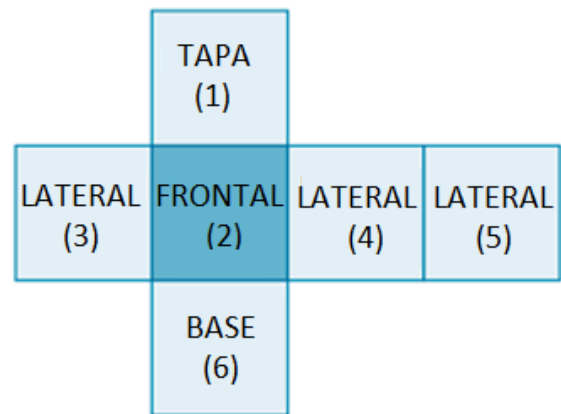 TAPA
(1)
LATERAL
(3)
FRONTAL
(2)
LATERAL
(4)
LATERAL
(5)
BASE
(6)